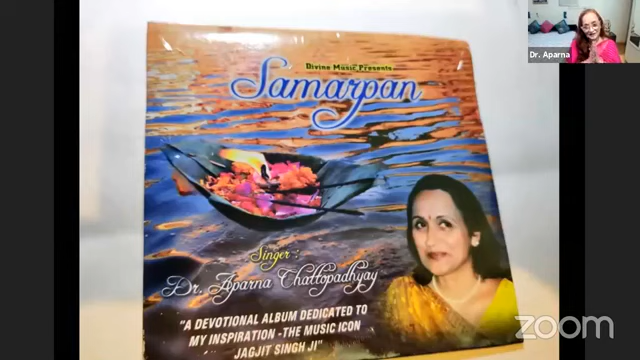 Dr. Aparna
Divine Music Presents
Samarpan
Singer :
Dr. Aparna Chattopadhyay
"A DEVOTIONAL ALBUM DEDICATED TO
MY INSPIRATION -THE MUSIC ICON
JAGJIT SINGH JI"
zoom